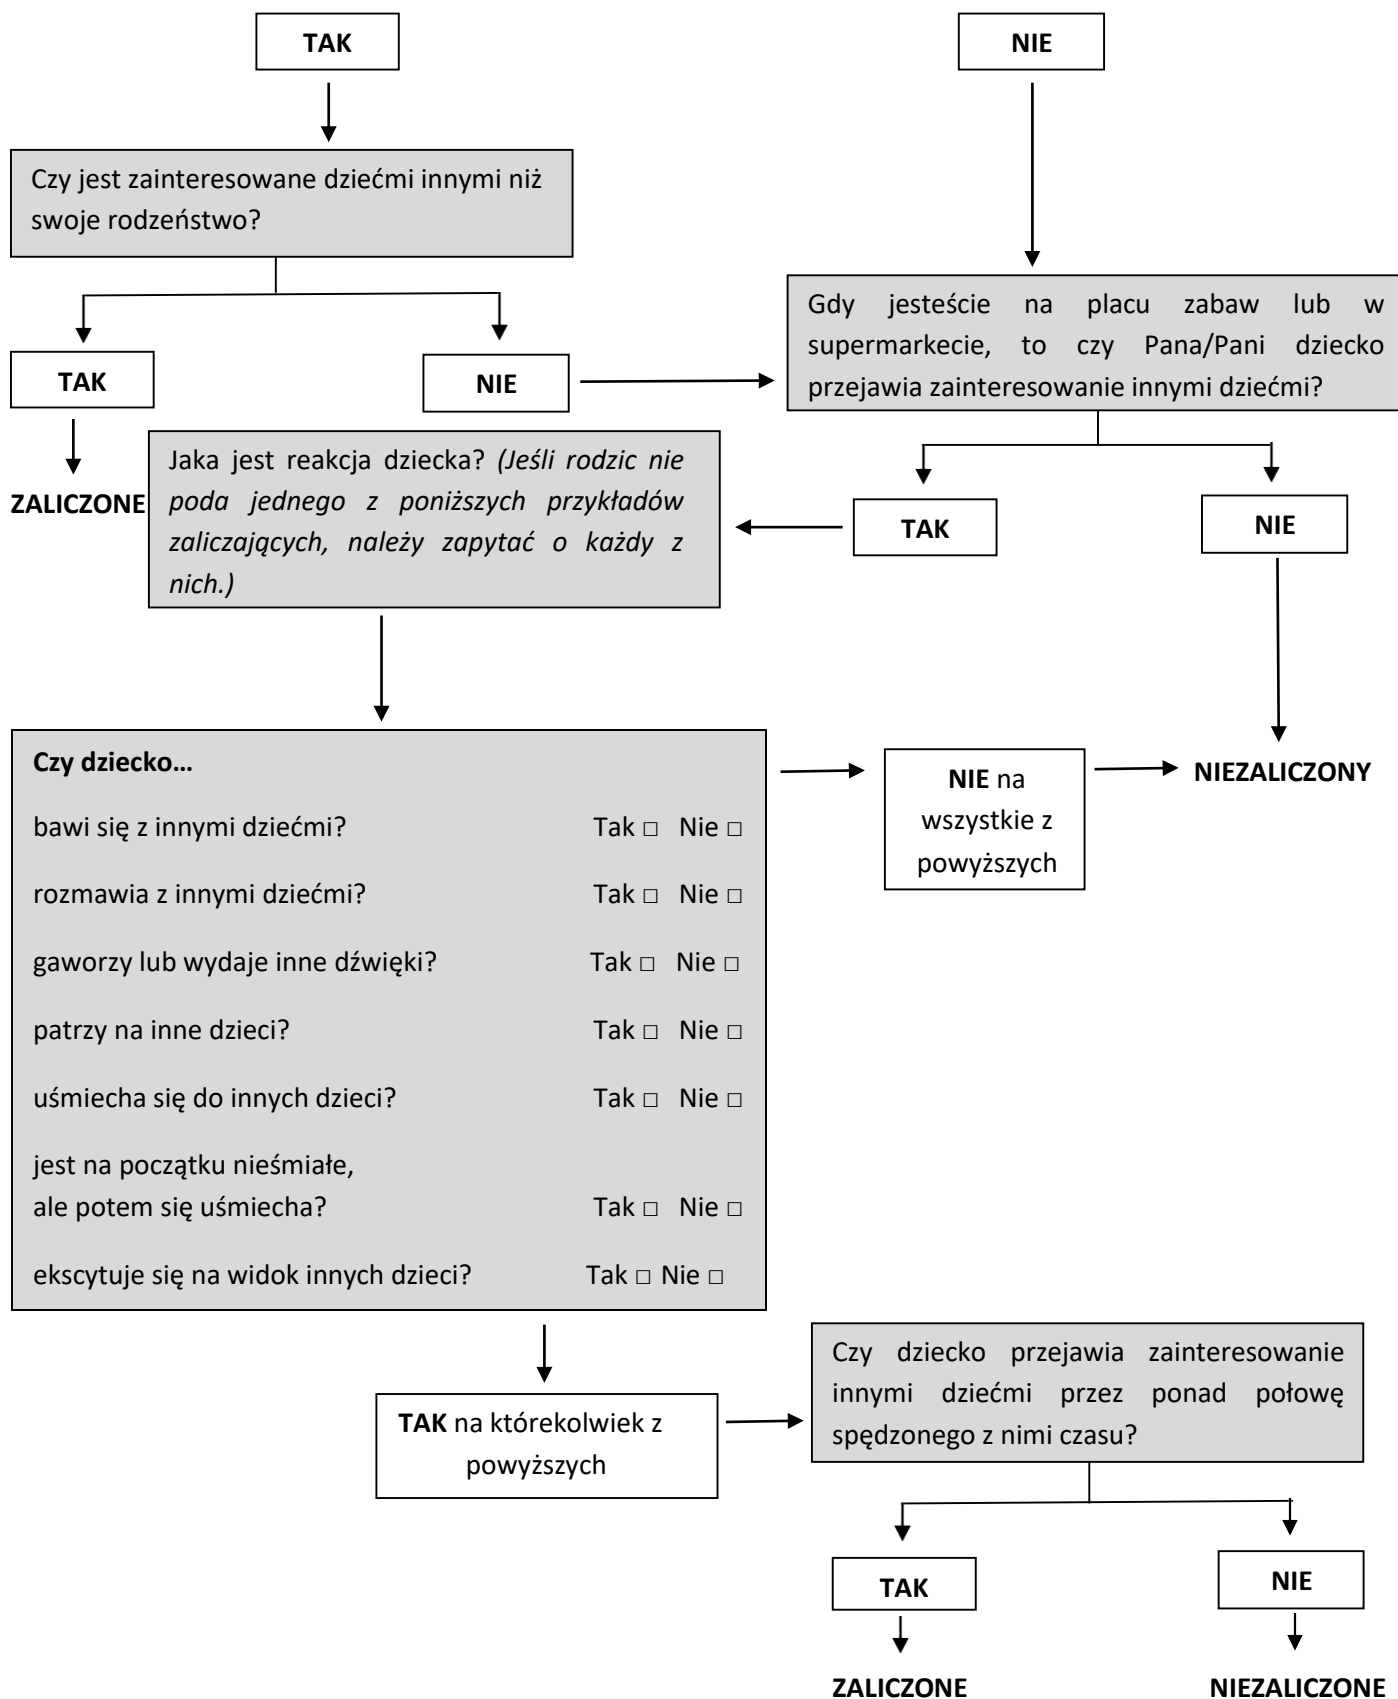 TAK
NIE
Czy jest zainteresowane dziećmi innymi niż
swoje rodzeństwo?
Gdy jesteście na placu zabaw lub w
supermarkecie, to czy Pana/Pani dziecko
przejawia zainteresowanie innymi dziećmi?
TAK
NIE
ZALICZONE
Jaka jest reakcja dziecka? (Jeśli rodzic nie
poda jednego z poniższych przykładów
zaliczających, należy zapytać o każdy z
nich.)
TAK
NIE
Czy dziecko...
bawi się z innymi dziećmi? Tak □ Nie □
rozmawia z innymi dziećmi? Tak □ Nie □
gaworzy lub wydaje inne dźwięki? Tak □ Nie □
patrzy na inne dzieci? Tak □ Nie □
uśmiecha się do innych dzieci? Tak □ Nie □
jest na początku nieśmiałe,
ale potem się uśmiecha? Tak □ Nie □
ekscytuje się na widok innych dzieci? Tak □ Nie □
NIE na
wszystkie z
powyższych
NIEZALICZONY
TAK na którekolwiek z
powyższych
Czy dziecko przejawia zainteresowanie
innymi dziećmi przez ponad połowę
spędzonego z nimi czasu?
TAK
NIE
ZALICZONE
NIEZALICZONE